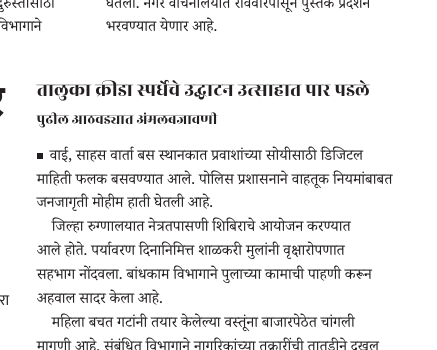 दुरुस्तीसाठी
विभागाने
घेतला. नगर वाचनालयात रविवारपासून पुस्तक प्रदर्शन
भरवण्यात येणार आहे.
तालुका क्रीडा स्पर्धेचे उद्घाटन उत्साहात पार पडले
पुढील आठवड्यात अंमलबजावणी
▪ वाई, साहस वार्ता बस स्थानकात प्रवाशांच्या सोयीसाठी डिजिटल
माहिती फलक बसवण्यात आले. पोलिस प्रशासनाने वाहतूक नियमांबाबत
जनजागृती मोहीम हाती घेतली आहे.
जिल्हा रुग्णालयात नेत्रतपासणी शिबिराचे आयोजन करण्यात
आले होते. पर्यावरण दिनानिमित्त शाळकरी मुलांनी वृक्षारोपणात
सहभाग नोंदवला. बांधकाम विभागाने पुलाच्या कामाची पाहणी करून
अहवाल सादर केला आहे.
महिला बचत गटांनी तयार केलेल्या वस्तूंना बाजारपेठेत चांगली
मागणी आहे. संबंधित विभागाने नागरिकांच्या तक्रारींची तातडीने दखल